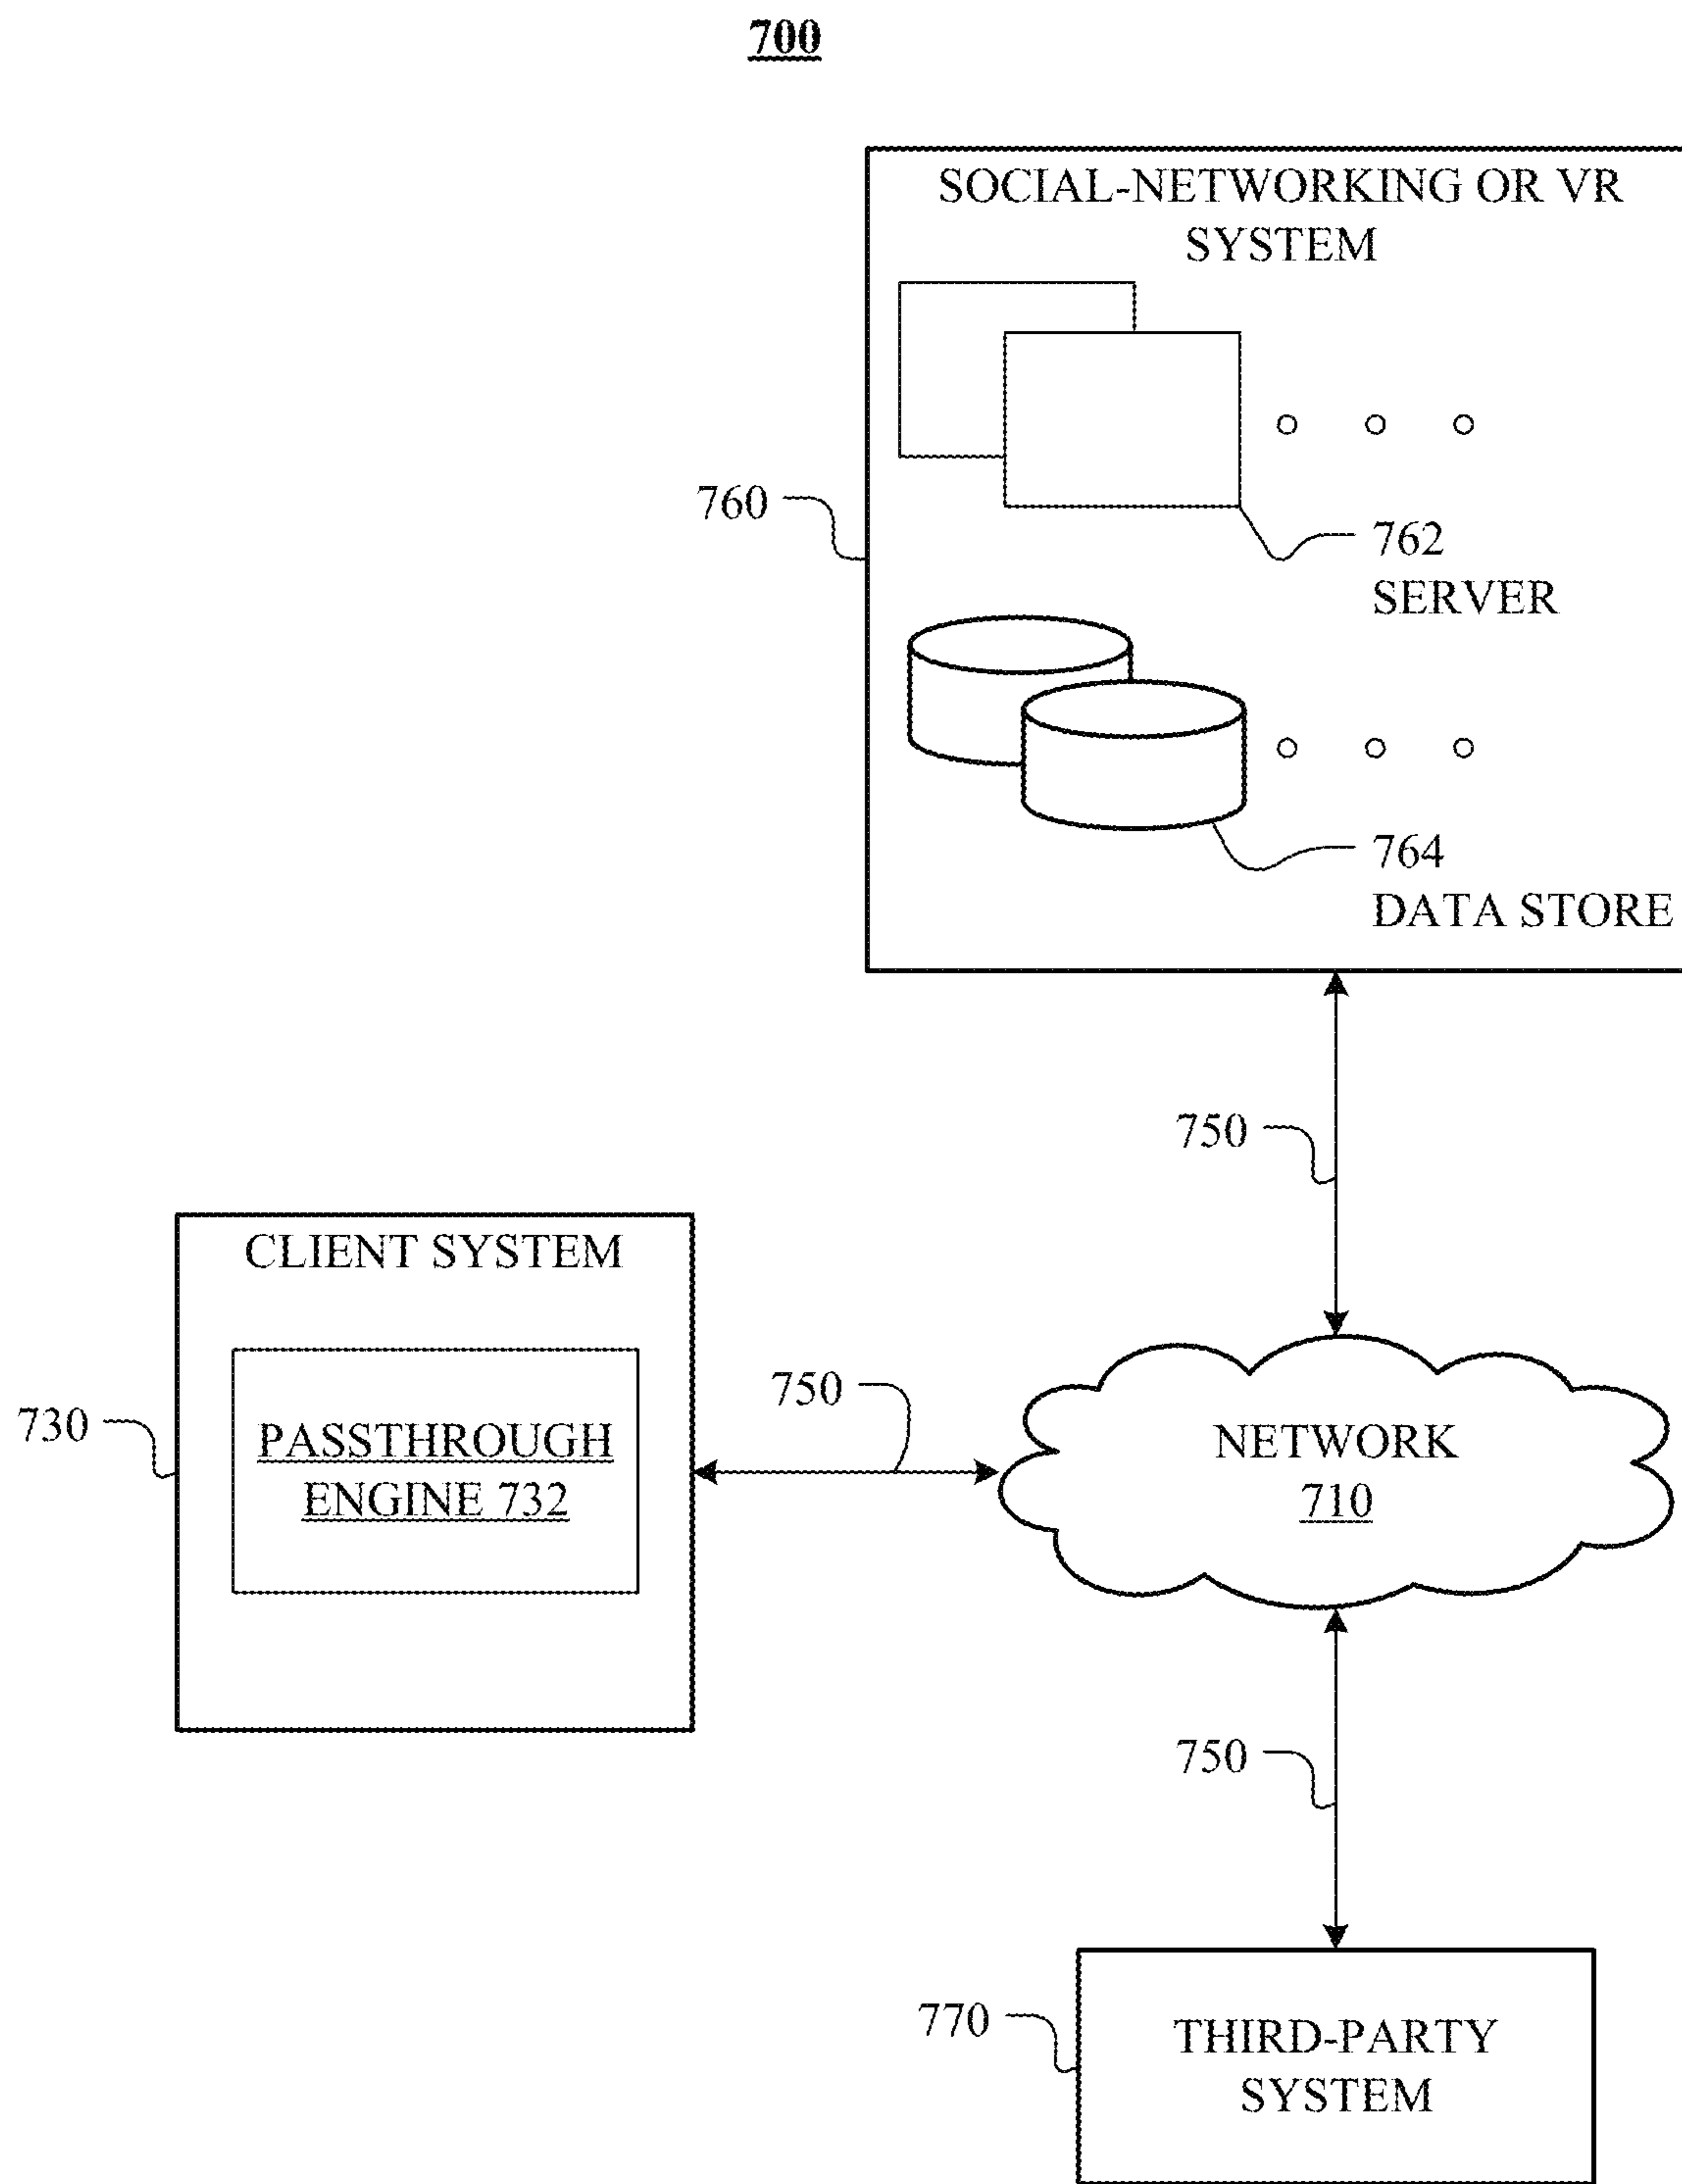 700
SOCIAL-NETWORKING OR VR
SYSTEM
760
762
SERVER
764
DATA STORE
750
CLIENT SYSTEM
730
PASSTHROUGH
ENGINE 732
750
NETWORK
710
750
770
THIRD-PARTY
SYSTEM